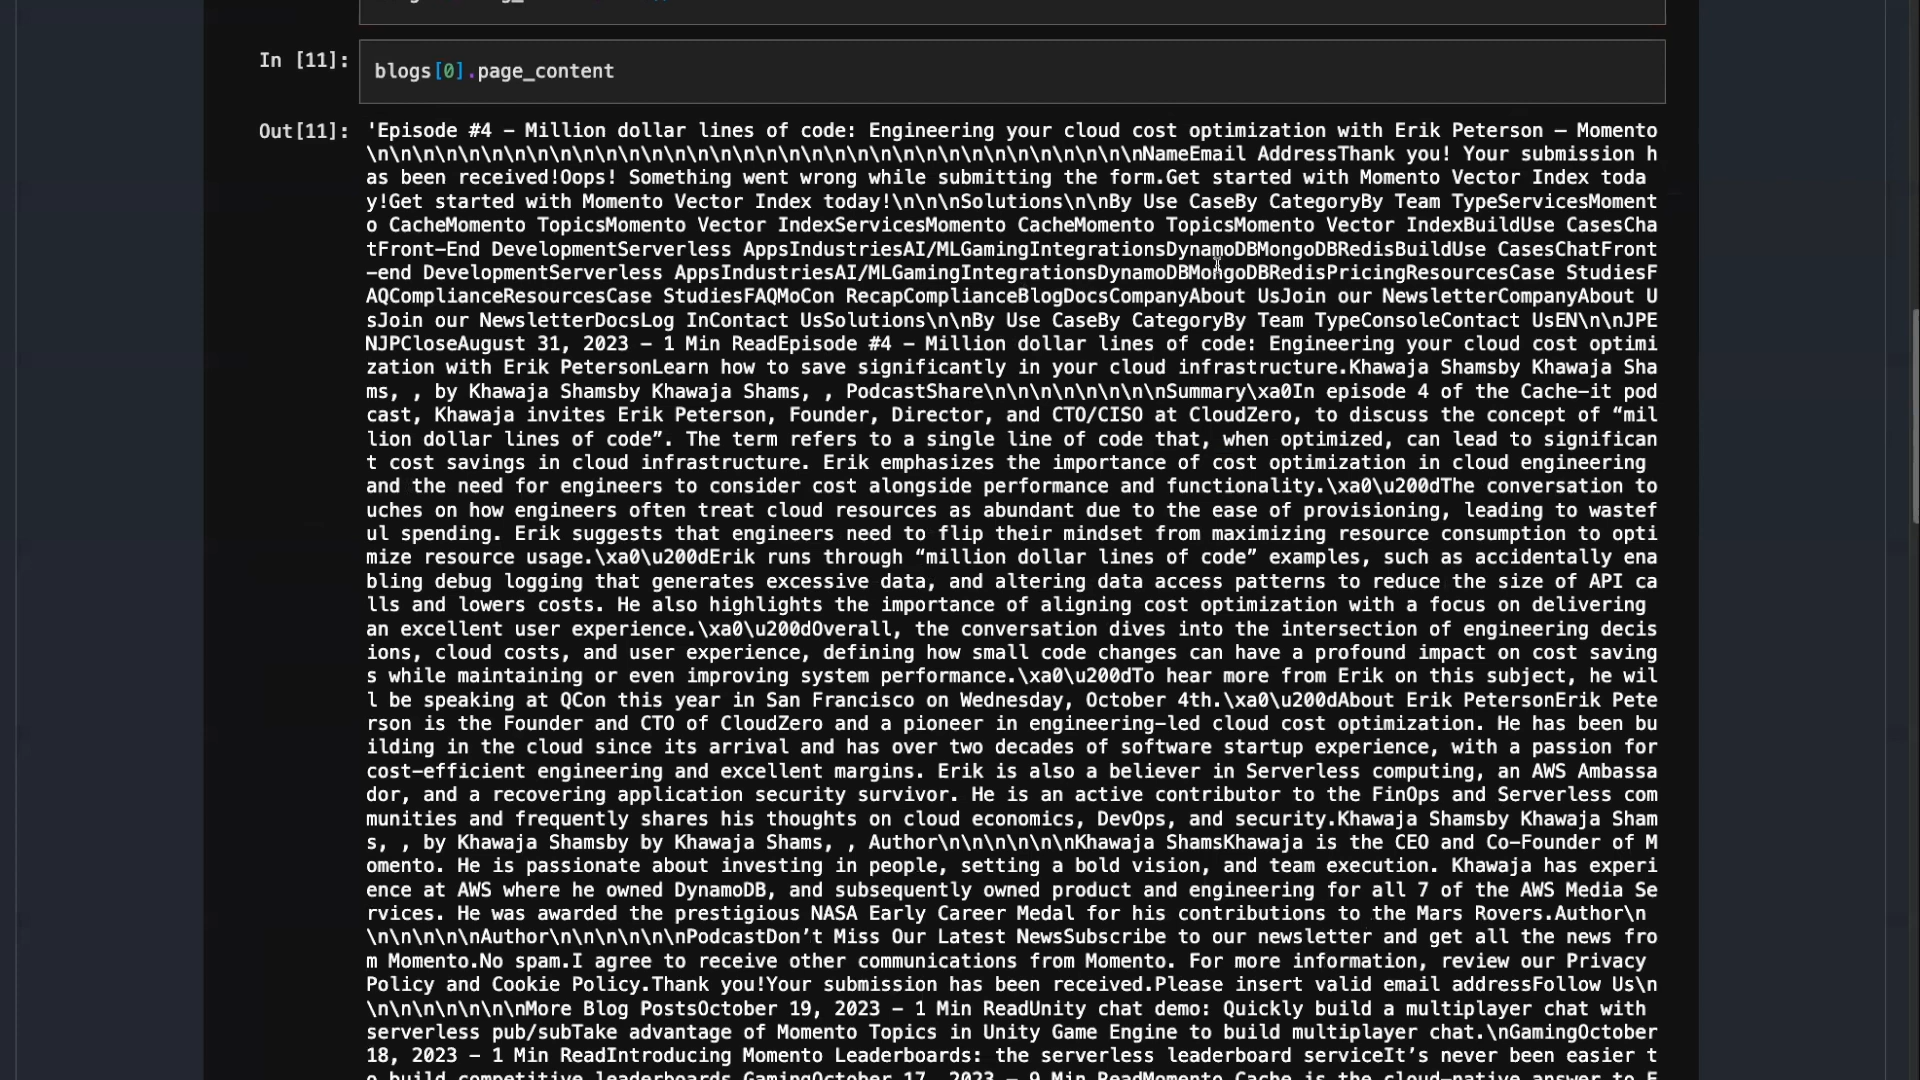 In [11]:
blogs[0].page_content
Out[11]:
'Episode #4 – Million dollar lines of code: Engineering your cloud cost optimization with Erik Peterson – Momento
\n\n\n\n\n\n\n\n\n\n\n\n\n\n\n\n\n\n\n\n\n\n\n\n\n\n\n\n\n\n\n\n\n\nNameEmail AddressThank you! Your submission h
as been received!Oops! Something went wrong while submitting the form.Get started with Momento Vector Index toda
y!Get started with Momento Vector Index today!\n\n\nSolutions\n\nBy Use CaseBy CategoryBy Team TypeServicesMoment
o CacheMomento TopicsMomento Vector IndexServicesMomento CacheMomento TopicsMomento Vector IndexBuildUse CasesCha
tFront-End DevelopmentServerless AppsIndustriesAI/MLGamingIntegrationsDynamoDBMongoDBRedisBuildUse CasesChatFront
-end DevelopmentServerless AppsIndustriesAI/MLGamingIntegrationsDynamoDBMongoDBRedisPricingResourcesCase StudiesF
AQComplianceResourcesCase StudiesFAQMoCon RecapComplianceBlogDocsCompanyAbout UsJoin our NewsletterCompanyAbout U
sJoin our NewsletterDocsLog InContact UsSolutions\n\nBy Use CaseBy CategoryBy Team TypeConsoleContact UsEN\n\nJPE
NJPCloseAugust 31, 2023 – 1 Min ReadEpisode #4 – Million dollar lines of code: Engineering your cloud cost optimi
zation with Erik PetersonLearn how to save significantly in your cloud infrastructure.Khawaja Shamsby Khawaja Sha
ms, , by Khawaja Shamsby Khawaja Shams, , PodcastShare\n\n\n\n\n\n\n\nSummary\xa0In episode 4 of the Cache-it pod
cast, Khawaja invites Erik Peterson, Founder, Director, and CTO/CISO at CloudZero, to discuss the concept of “mil
lion dollar lines of code”. The term refers to a single line of code that, when optimized, can lead to significan
t cost savings in cloud infrastructure. Erik emphasizes the importance of cost optimization in cloud engineering
and the need for engineers to consider cost alongside performance and functionality.\xa0\u200dThe conversation to
uches on how engineers often treat cloud resources as abundant due to the ease of provisioning, leading to wastef
ul spending. Erik suggests that engineers need to flip their mindset from maximizing resource consumption to opti
mize resource usage.\xa0\u200dErik runs through “million dollar lines of code” examples, such as accidentally ena
bling debug logging that generates excessive data, and altering data access patterns to reduce the size of API ca
lls and lowers costs. He also highlights the importance of aligning cost optimization with a focus on delivering
an excellent user experience.\xa0\u200dOverall, the conversation dives into the intersection of engineering decis
ions, cloud costs, and user experience, defining how small code changes can have a profound impact on cost saving
s while maintaining or even improving system performance.\xa0\u200dTo hear more from Erik on this subject, he wil
l be speaking at QCon this year in San Francisco on Wednesday, October 4th.\xa0\u200dAbout Erik PetersonErik Pete
rson is the Founder and CTO of CloudZero and a pioneer in engineering-led cloud cost optimization. He has been bu
ilding in the cloud since its arrival and has over two decades of software startup experience, with a passion for
cost-efficient engineering and excellent margins. Erik is also a believer in Serverless computing, an AWS Ambassa
dor, and a recovering application security survivor. He is an active contributor to the FinOps and Serverless com
munities and frequently shares his thoughts on cloud economics, DevOps, and security.Khawaja Shamsby Khawaja Sham
s, , by Khawaja Shamsby by Khawaja Shams, , Author\n\n\n\n\n\nKhawaja ShamsKhawaja is the CEO and Co-Founder of M
omento. He is passionate about investing in people, setting a bold vision, and team execution. Khawaja has experi
ence at AWS where he owned DynamoDB, and subsequently owned product and engineering for all 7 of the AWS Media Se
rvices. He was awarded the prestigious NASA Early Career Medal for his contributions to the Mars Rovers.Author\n
\n\n\n\n\nAuthor\n\n\n\n\n\nPodcastDon’t Miss Our Latest NewsSubscribe to our newsletter and get all the news fro
m Momento.No spam.I agree to receive other communications from Momento. For more information, review our Privacy
Policy and Cookie Policy.Thank you!Your submission has been received.Please insert valid email addressFollow Us\n
\n\n\n\n\n\n\nMore Blog PostsOctober 19, 2023 – 1 Min ReadUnity chat demo: Quickly build a multiplayer chat with
serverless pub/subTake advantage of Momento Topics in Unity Game Engine to build multiplayer chat.\nGamingOctober
18, 2023 – 1 Min ReadIntroducing Momento Leaderboards: the serverless leaderboard serviceIt’s never been easier t
o build competitive leaderboards GamingOctober 17, 2023 – 9 Min ReadMomento Cache is the cloud-native answer to E